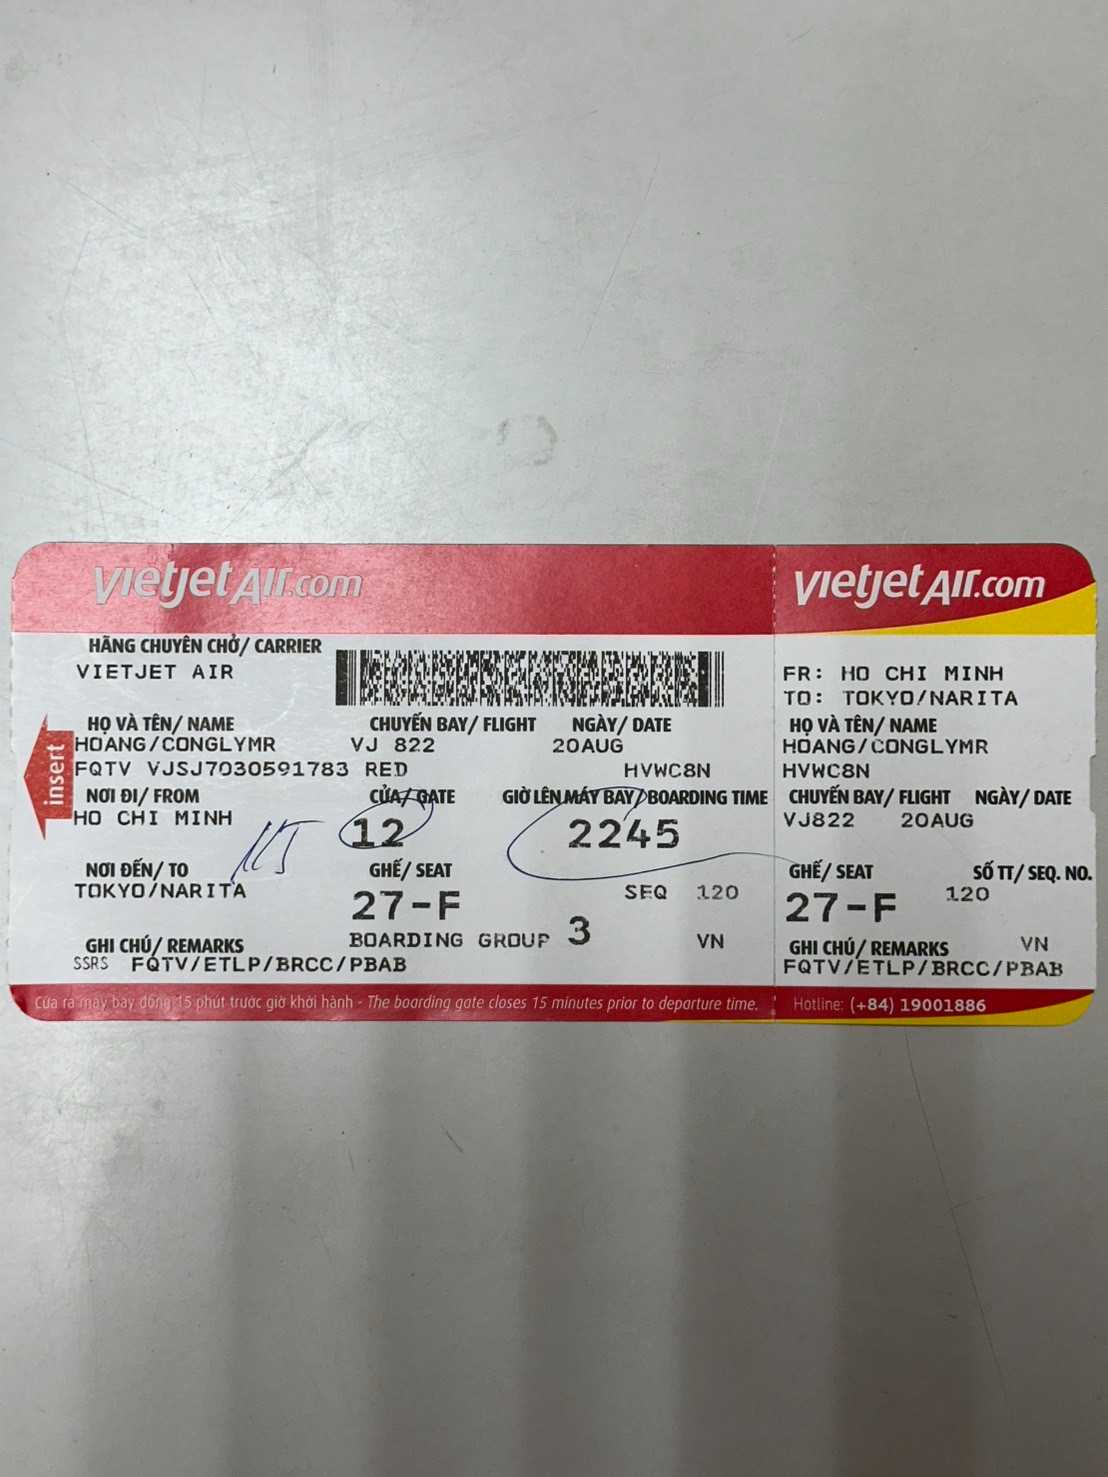 vietjetAir.com
HÃNG CHUYÊN CHỞ/ CARRIER
VIETJET AIR
HỌ VÀ TÊN/ NAME CHUYẾN BAY/ FLIGHT NGÀY/ DATE
HOANG/CONGLYMR VJ 822 20AUG
FQTV VJSJ7030591783 RED HVWC8N
insert
NƠI ĐI/ FROM CỬA/ GATE GIỜ LÊN MÁY BAY/ BOARDING TIME
HO CHI MINH 12 2245
NƠI ĐẾN/ TO GHẾ/ SEAT
TOKYO/NARITA 27-F SEQ 120
GHI CHÚ/ REMARKS BOARDING GROUP 3 VN
SSRS FQTV/ETLP/BRCC/PBAB
Cửa ra máy bay đóng 15 phút trước giờ khởi hành - The boarding gate closes 15 minutes prior to departure time.
vietjetAir.com
FR: HO CHI MINH
TO: TOKYO/NARITA
HỌ VÀ TÊN/ NAME
HOANG/CONGLYMR
HVWC8N
CHUYẾN BAY/ FLIGHT NGÀY/ DATE
VJ822 20AUG
GHẾ/ SEAT SỐ TT/ SEQ. NO.
27-F 120
GHI CHÚ/ REMARKS VN
FQTV/ETLP/BRCC/PBAB
Hotline: (+84) 19001886